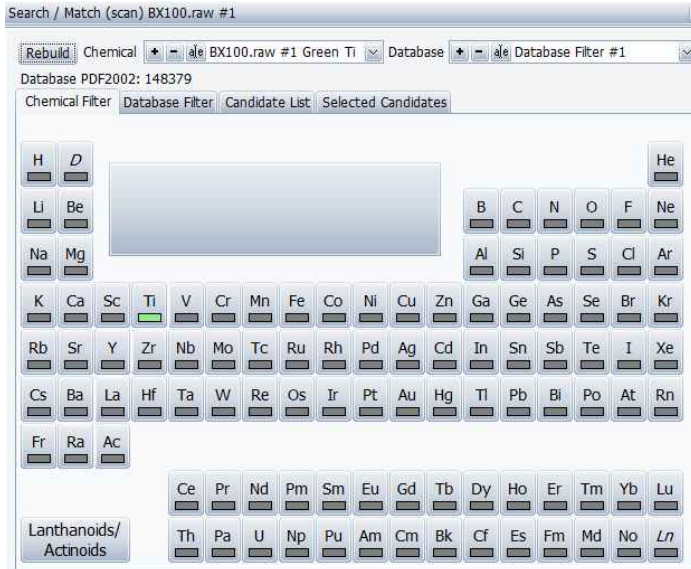 Search / Match (scan) BX100.raw #1
Rebuild Chemical + - a|e BX100.raw #1 Green Ti Database + - a|e Database Filter #1
Database PDF2002: 148379
Chemical Filter Database Filter Candidate List Selected Candidates
H D He
Li Be B C N O F Ne
Na Mg Al Si P S Cl Ar
K Ca Sc Ti V Cr Mn Fe Co Ni Cu Zn Ga Ge As Se Br Kr
Rb Sr Y Zr Nb Mo Tc Ru Rh Pd Ag Cd In Sn Sb Te I Xe
Cs Ba La Hf Ta W Re Os Ir Pt Au Hg Tl Pb Bi Po At Rn
Fr Ra Ac
Ce Pr Nd Pm Sm Eu Gd Tb Dy Ho Er Tm Yb Lu
Lanthanoids/
Actinoids
Th Pa U Np Pu Am Cm Bk Cf Es Fm Md No Ln